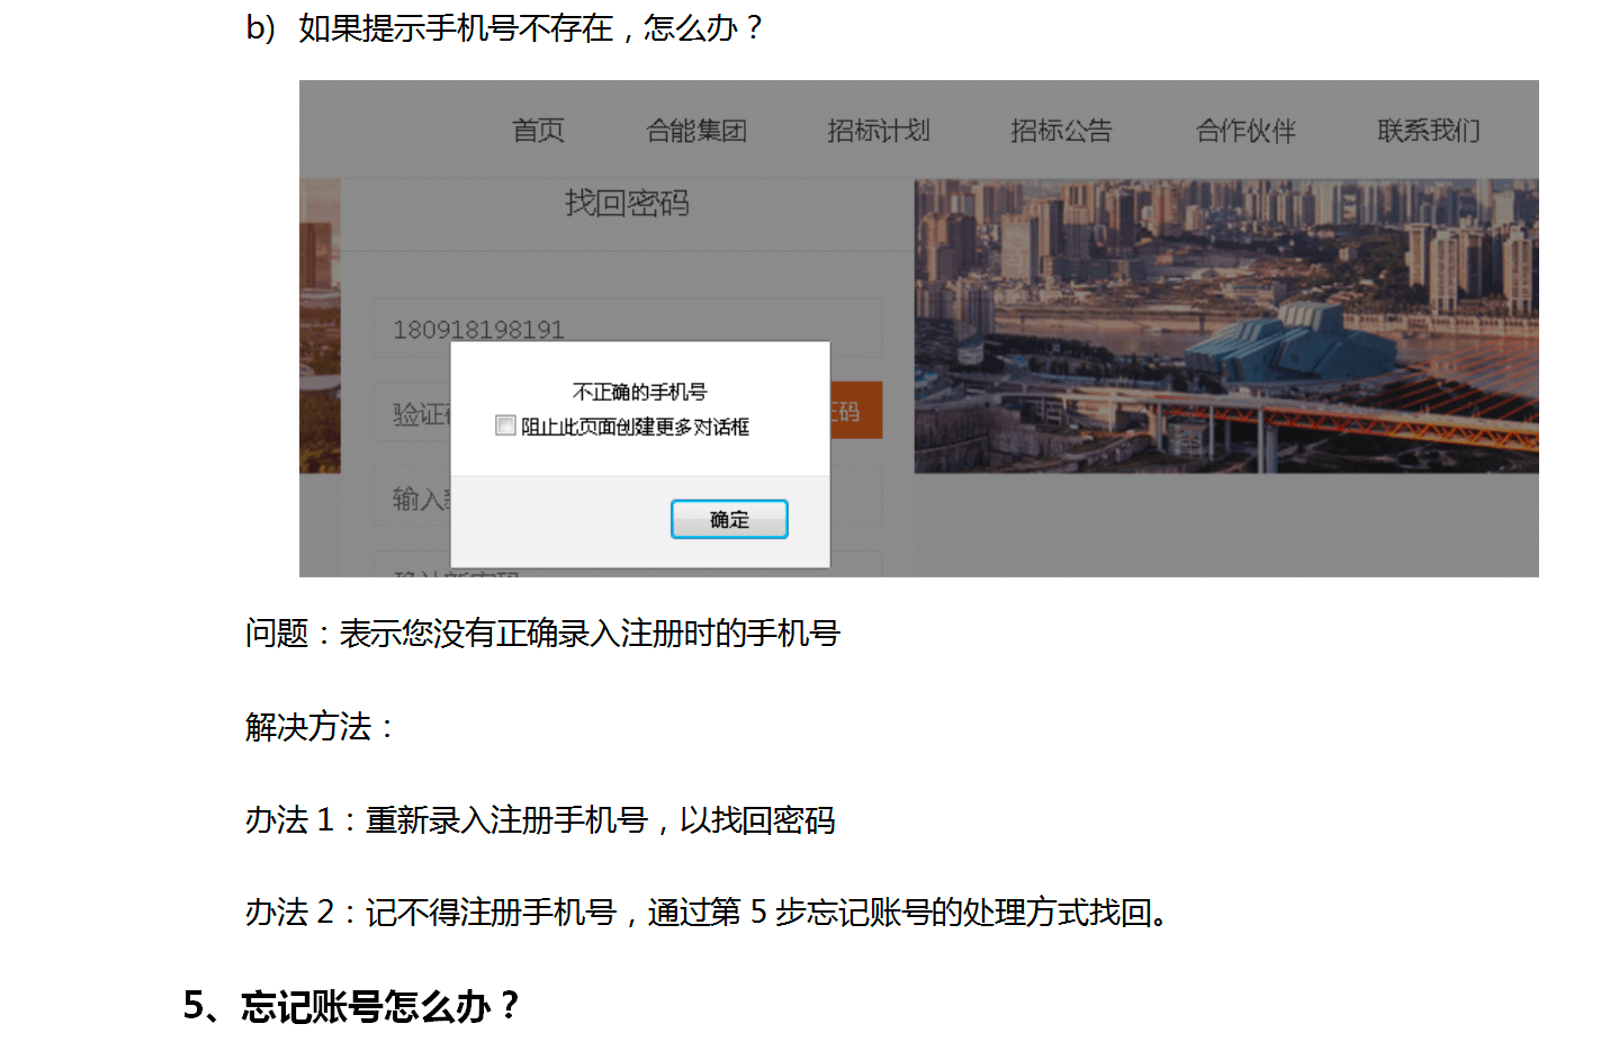 b) 如果提示手机号不存在，怎么办？
首页 合能集团 招标计划 招标公告 合作伙伴 联系我们
找回密码
180918198191
不正确的手机号
验证 正码
阻止此页面创建更多对话框
输入
确定
确认新密码
问题：表示您没有正确录入注册时的手机号
解决方法：
办法 1：重新录入注册手机号，以找回密码
办法 2：记不得注册手机号，通过第 5 步忘记账号的处理方式找回。
5、忘记账号怎么办？